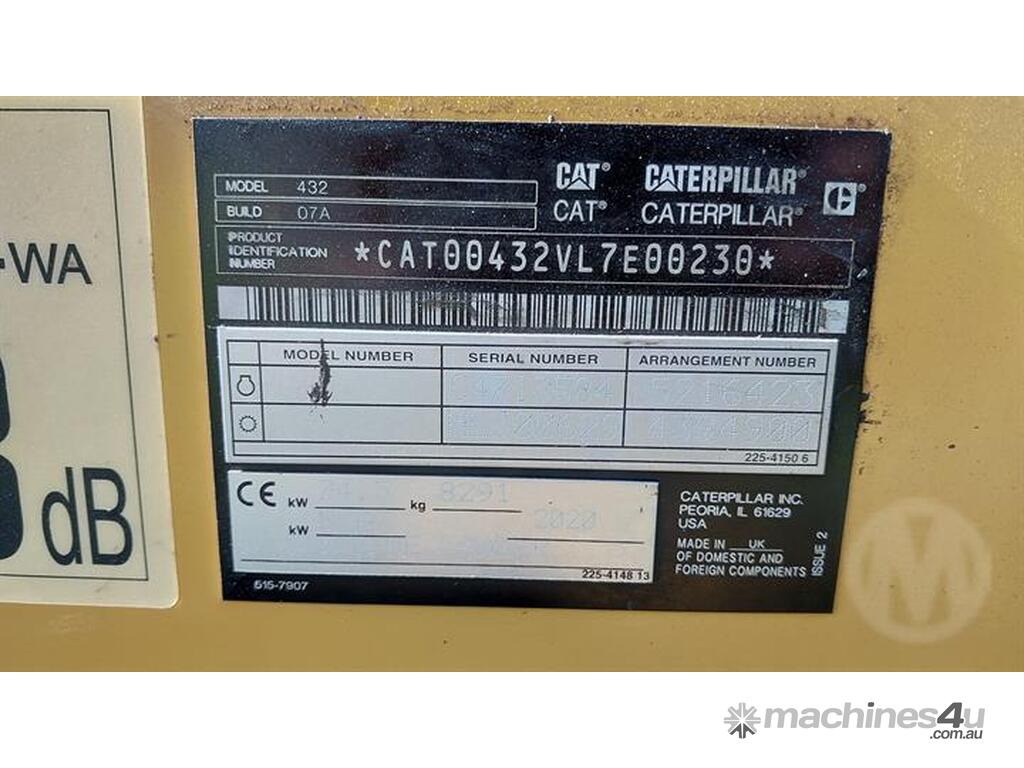 -WA
dB
MODEL 432
BUILD 07A
CAT® CATERPILLAR®
CAT® CATERPILLAR®
PRODUCT IDENTIFICATION NUMBER *CAT00432VL7E00230*
MODEL NUMBER SERIAL NUMBER ARRANGEMENT NUMBER
5216423
225-4150 6
CE kW kg 8291
kW 2020
225-4148 13
515-7907
CATERPILLAR INC.
PEORIA, IL 61629
USA
MADE IN UK
OF DOMESTIC AND
FOREIGN COMPONENTS
ISSUE 2
M
machines4u
.com.au